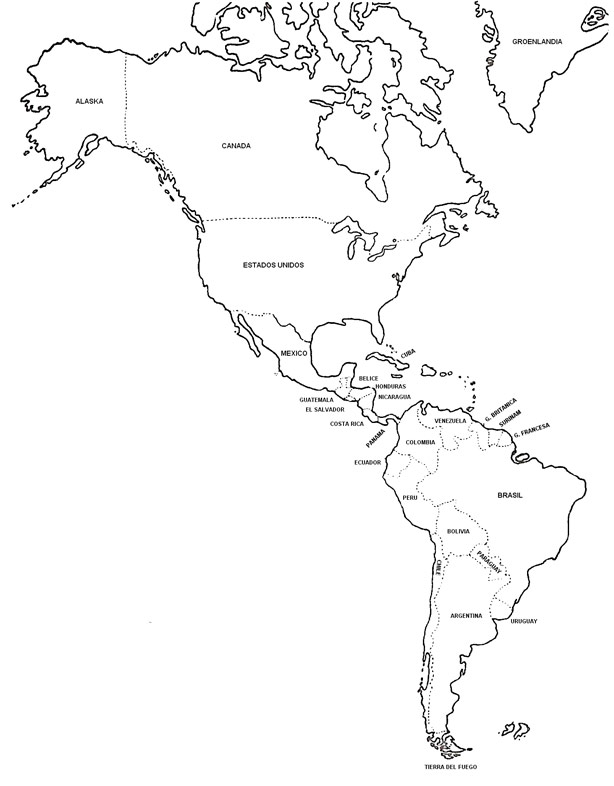 GROENLANDIA
ALASKA
CANADA
ESTADOS UNIDOS
MEXICO
CUBA
BELICE
HONDURAS
GUATEMALA
NICARAGUA
EL SALVADOR
COSTA RICA
PANAMA
VENEZUELA
G. BRITANICA
SURINAM
G. FRANCESA
COLOMBIA
ECUADOR
PERU
BRASIL
BOLIVIA
PARAGUAY
CHILE
ARGENTINA
URUGUAY
TIERRA DEL FUEGO